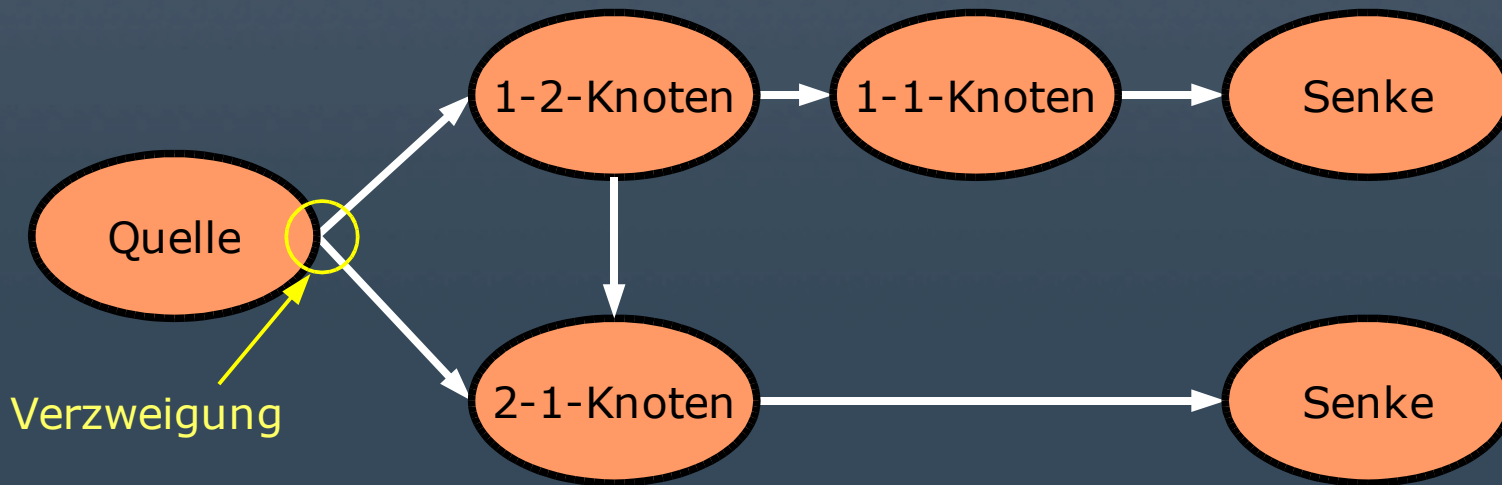 1-2-Knoten
1-1-Knoten
Senke
Quelle
Verzweigung
2-1-Knoten
Senke